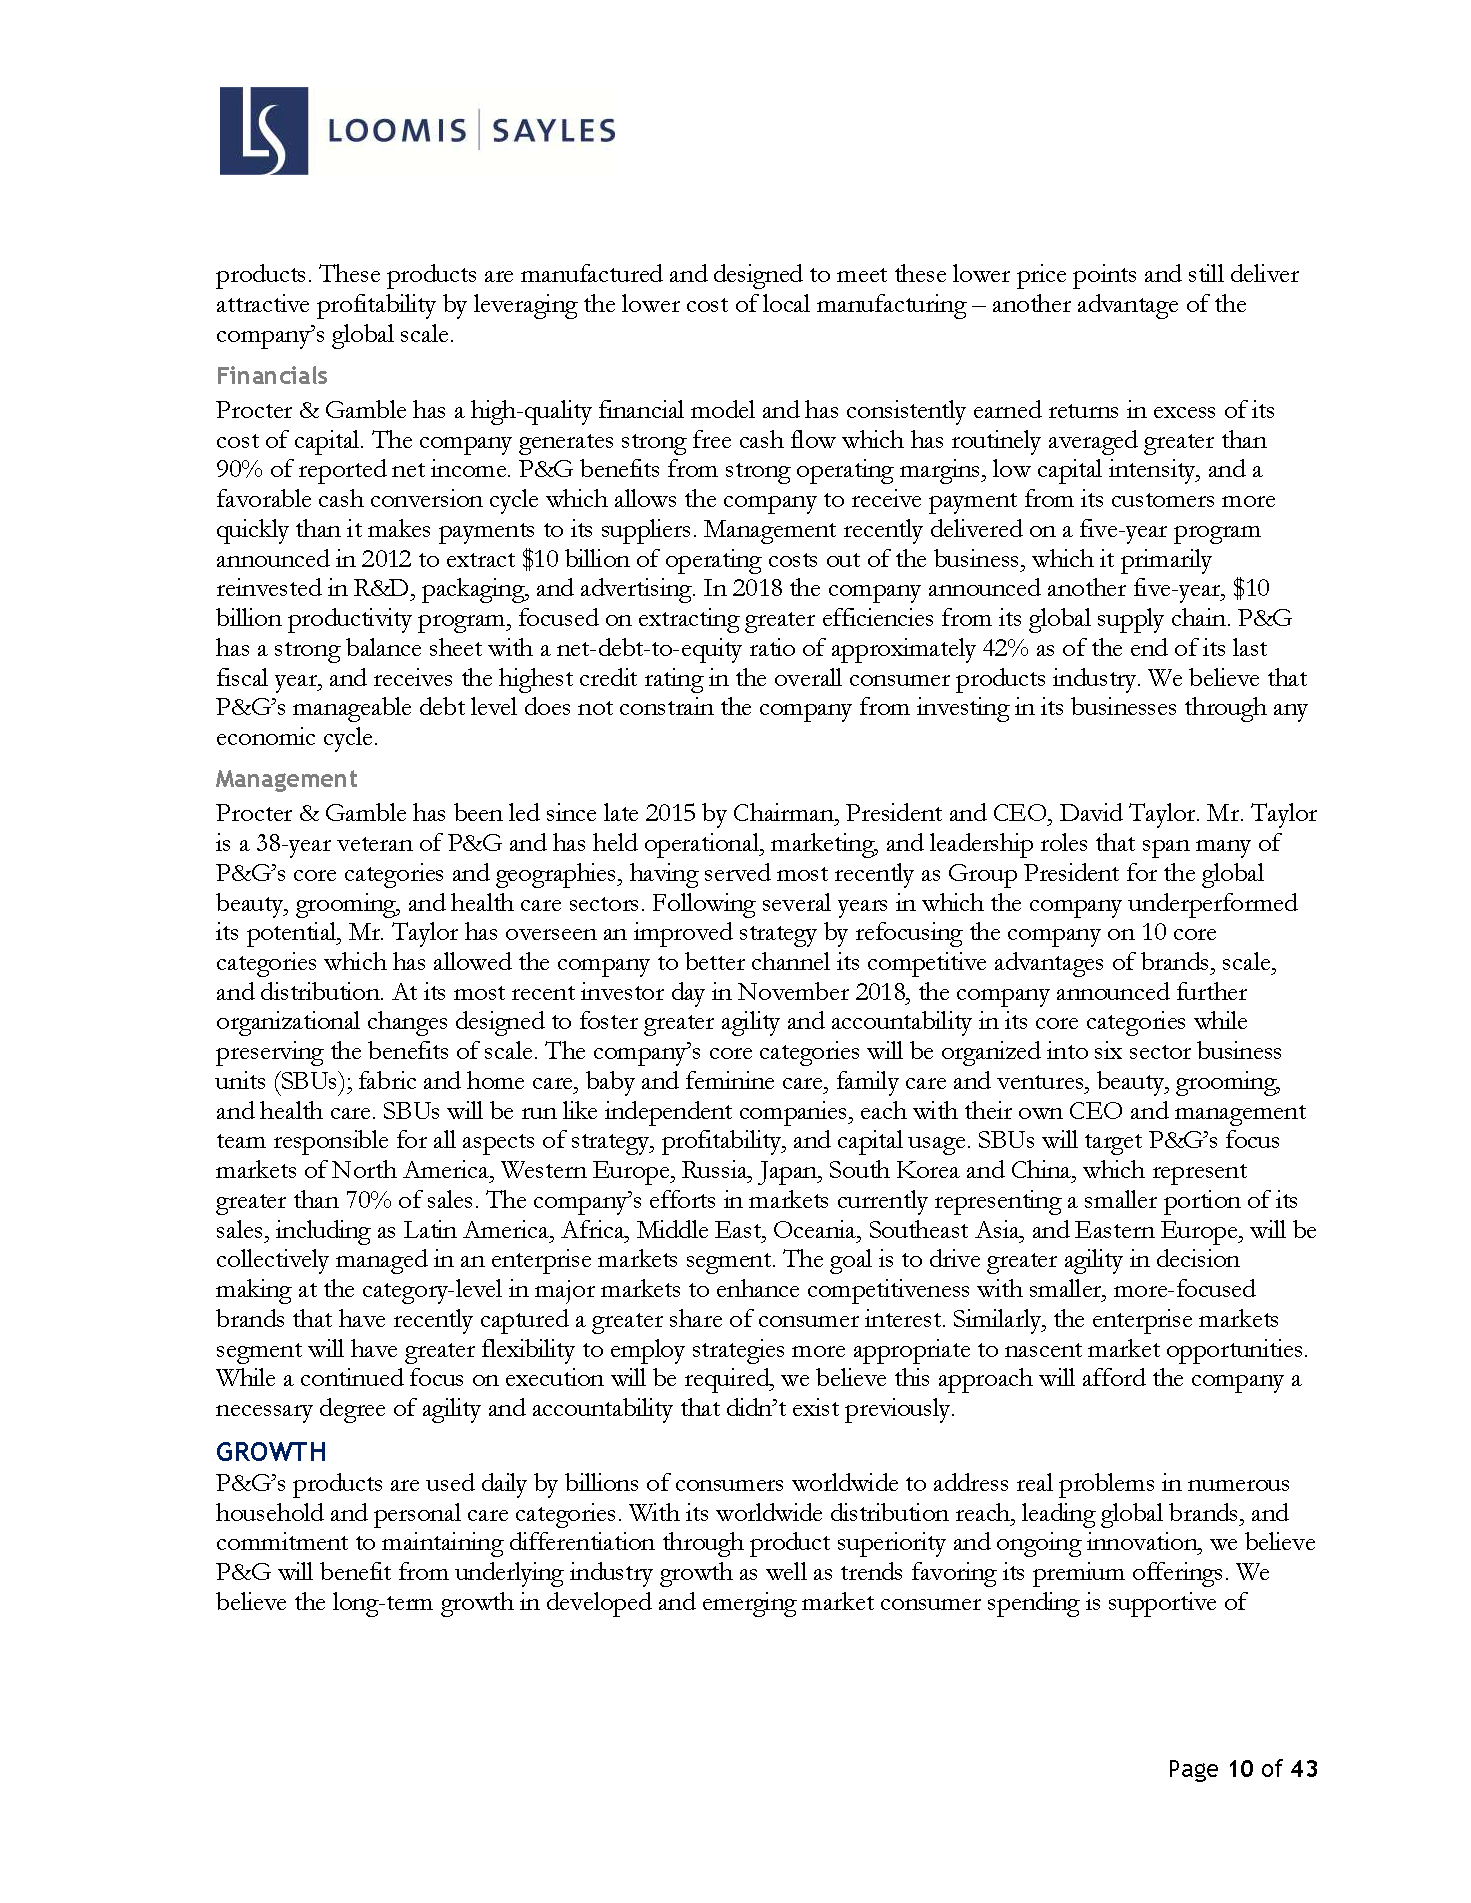 LS LOOMIS | SAYLES
products. These products are manufactured and designed to meet these lower price points and still deliver
attractive profitability by leveraging the lower cost of local manufacturing – another advantage of the
company’s global scale.
Financials
Procter & Gamble has a high-quality financial model and has consistently earned returns in excess of its
cost of capital. The company generates strong free cash flow which has routinely averaged greater than
90% of reported net income. P&G benefits from strong operating margins, low capital intensity, and a
favorable cash conversion cycle which allows the company to receive payment from its customers more
quickly than it makes payments to its suppliers. Management recently delivered on a five-year program
announced in 2012 to extract $10 billion of operating costs out of the business, which it primarily
reinvested in R&D, packaging, and advertising. In 2018 the company announced another five-year, $10
billion productivity program, focused on extracting greater efficiencies from its global supply chain. P&G
has a strong balance sheet with a net-debt-to-equity ratio of approximately 42% as of the end of its last
fiscal year, and receives the highest credit rating in the overall consumer products industry. We believe that
P&G’s manageable debt level does not constrain the company from investing in its businesses through any
economic cycle.
Management
Procter & Gamble has been led since late 2015 by Chairman, President and CEO, David Taylor. Mr. Taylor
is a 38-year veteran of P&G and has held operational, marketing, and leadership roles that span many of
P&G’s core categories and geographies, having served most recently as Group President for the global
beauty, grooming, and health care sectors. Following several years in which the company underperformed
its potential, Mr. Taylor has overseen an improved strategy by refocusing the company on 10 core
categories which has allowed the company to better channel its competitive advantages of brands, scale,
and distribution. At its most recent investor day in November 2018, the company announced further
organizational changes designed to foster greater agility and accountability in its core categories while
preserving the benefits of scale. The company’s core categories will be organized into six sector business
units (SBUs); fabric and home care, baby and feminine care, family care and ventures, beauty, grooming,
and health care. SBUs will be run like independent companies, each with their own CEO and management
team responsible for all aspects of strategy, profitability, and capital usage. SBUs will target P&G’s focus
markets of North America, Western Europe, Russia, Japan, South Korea and China, which represent
greater than 70% of sales. The company’s efforts in markets currently representing a smaller portion of its
sales, including as Latin America, Africa, Middle East, Oceania, Southeast Asia, and Eastern Europe, will be
collectively managed in an enterprise markets segment. The goal is to drive greater agility in decision
making at the category-level in major markets to enhance competitiveness with smaller, more-focused
brands that have recently captured a greater share of consumer interest. Similarly, the enterprise markets
segment will have greater flexibility to employ strategies more appropriate to nascent market opportunities.
While a continued focus on execution will be required, we believe this approach will afford the company a
necessary degree of agility and accountability that didn’t exist previously.
GROWTH
P&G’s products are used daily by billions of consumers worldwide to address real problems in numerous
household and personal care categories. With its worldwide distribution reach, leading global brands, and
commitment to maintaining differentiation through product superiority and ongoing innovation, we believe
P&G will benefit from underlying industry growth as well as trends favoring its premium offerings. We
believe the long-term growth in developed and emerging market consumer spending is supportive of
Page 10 of 43